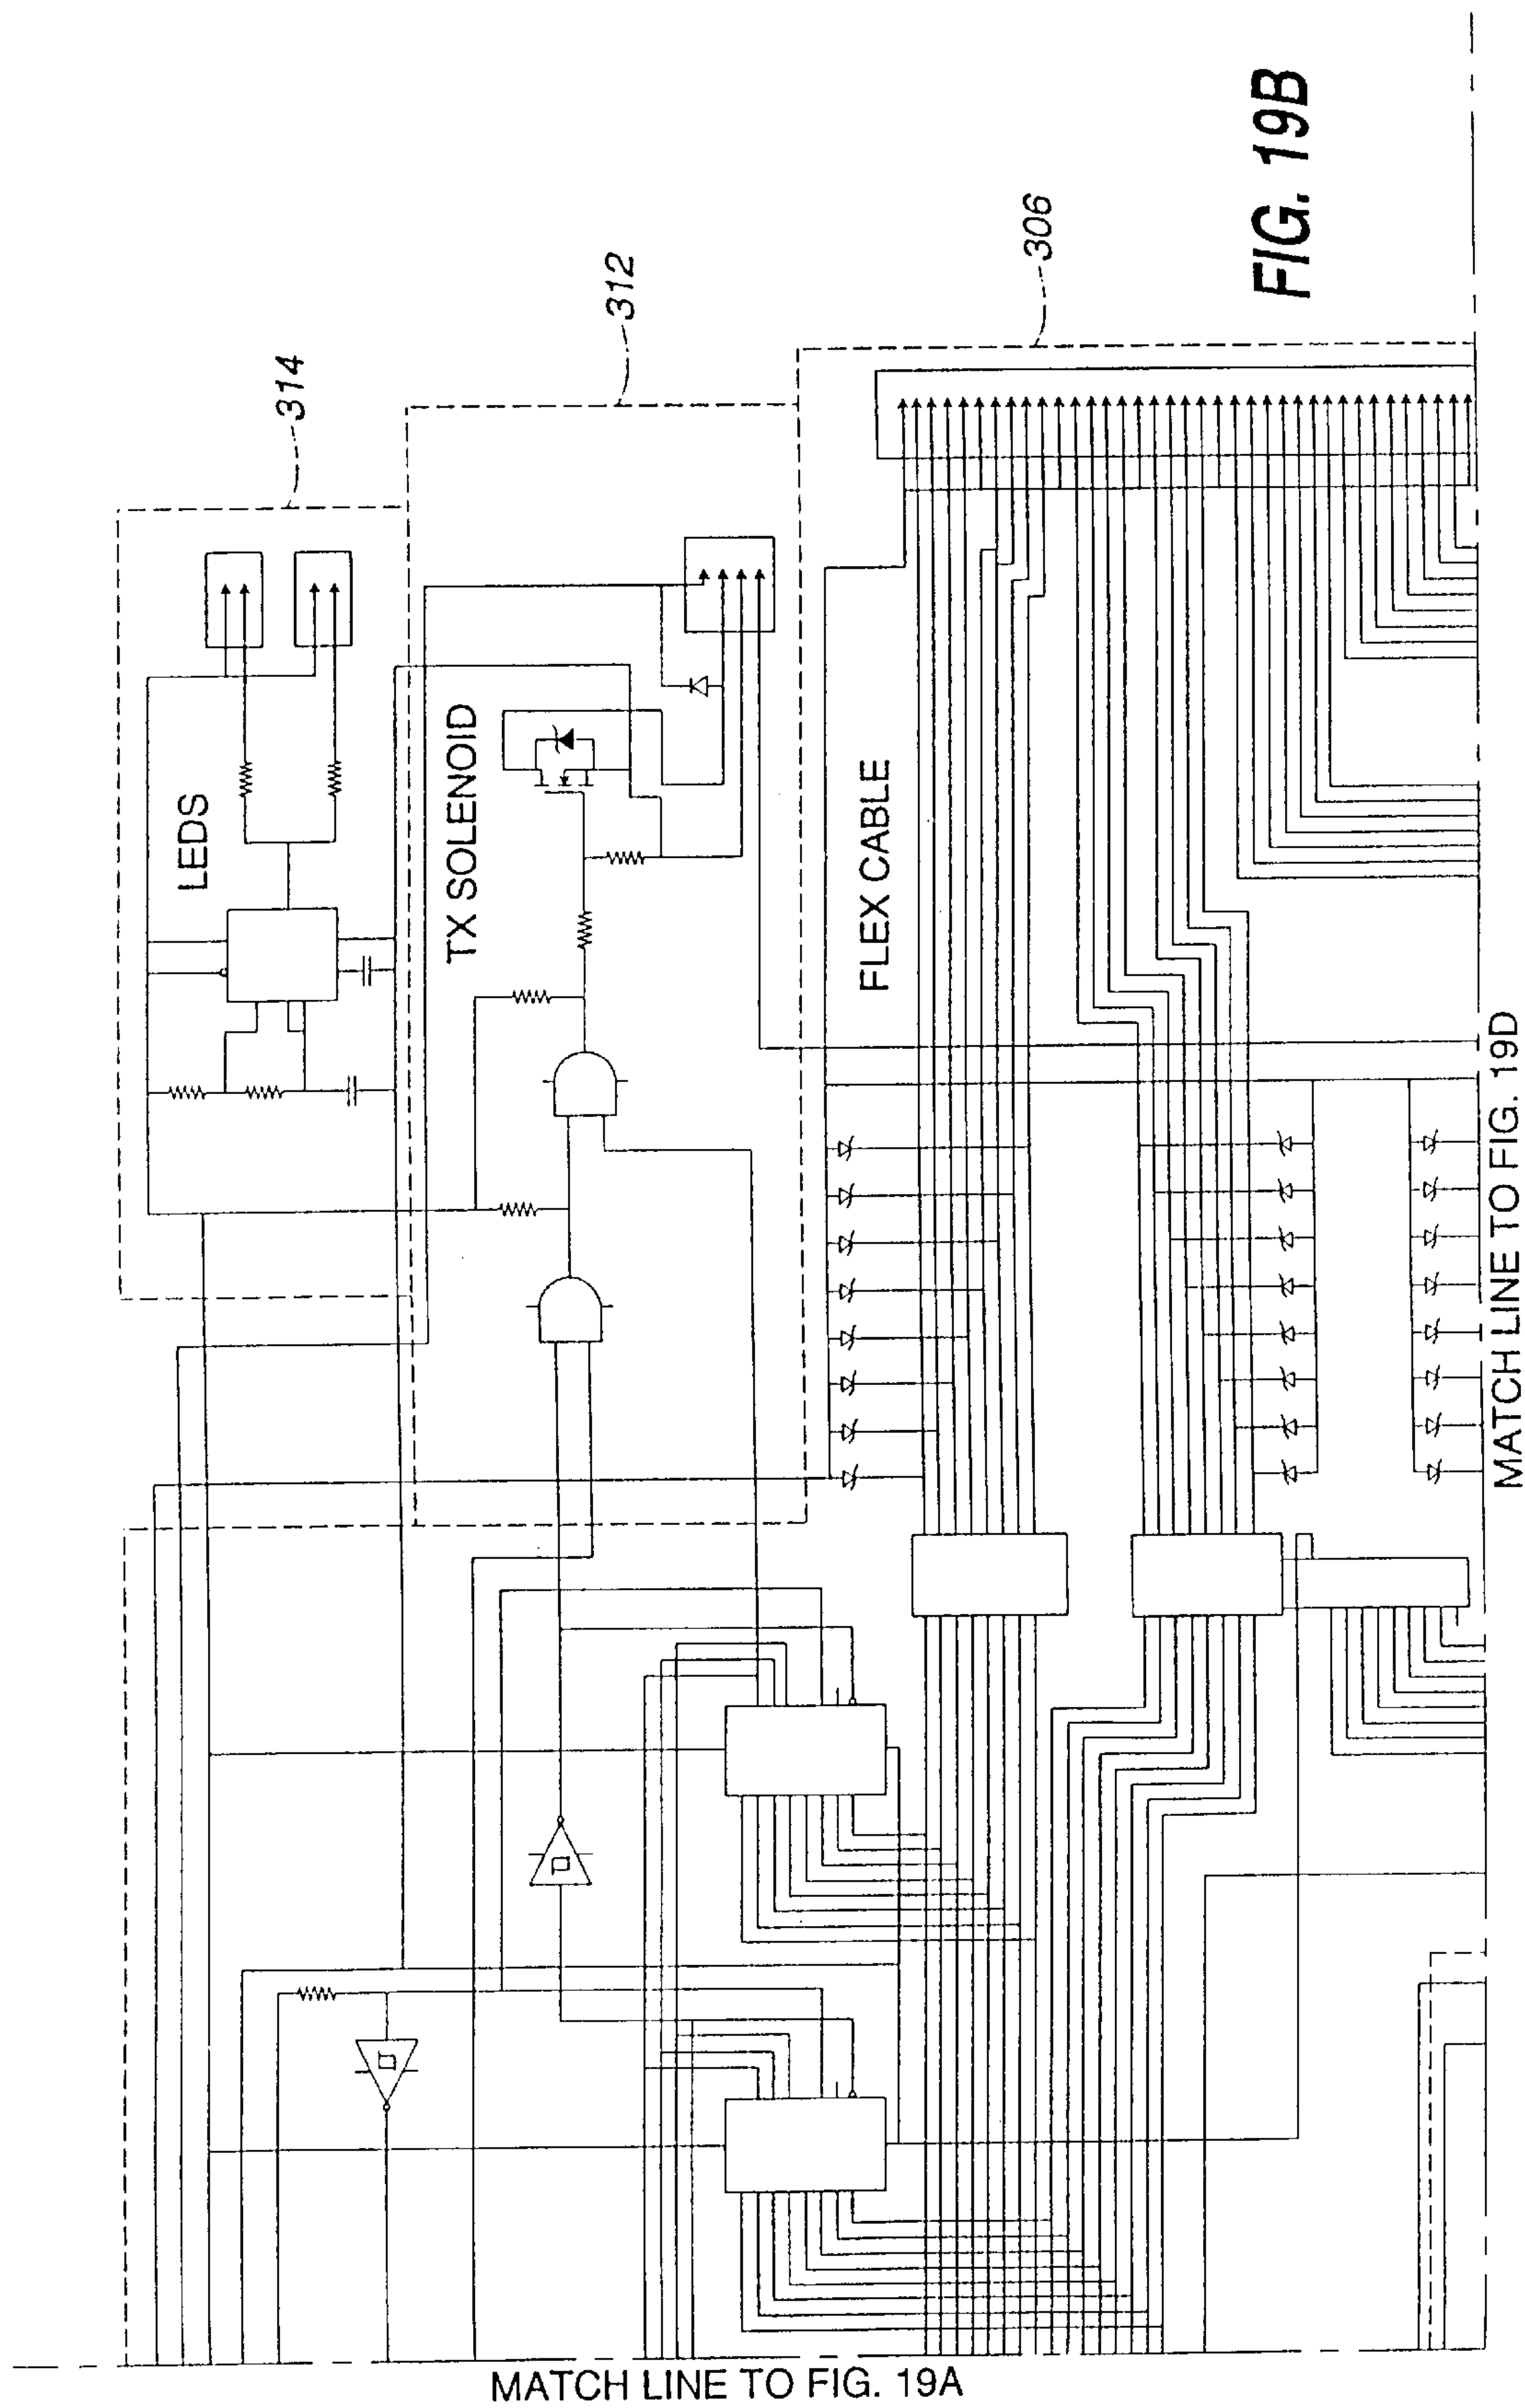 314
LEDS
312
TX SOLENOID
306
FLEX CABLE
FIG. 19B
MATCH LINE TO FIG. 19D
MATCH LINE TO FIG. 19A